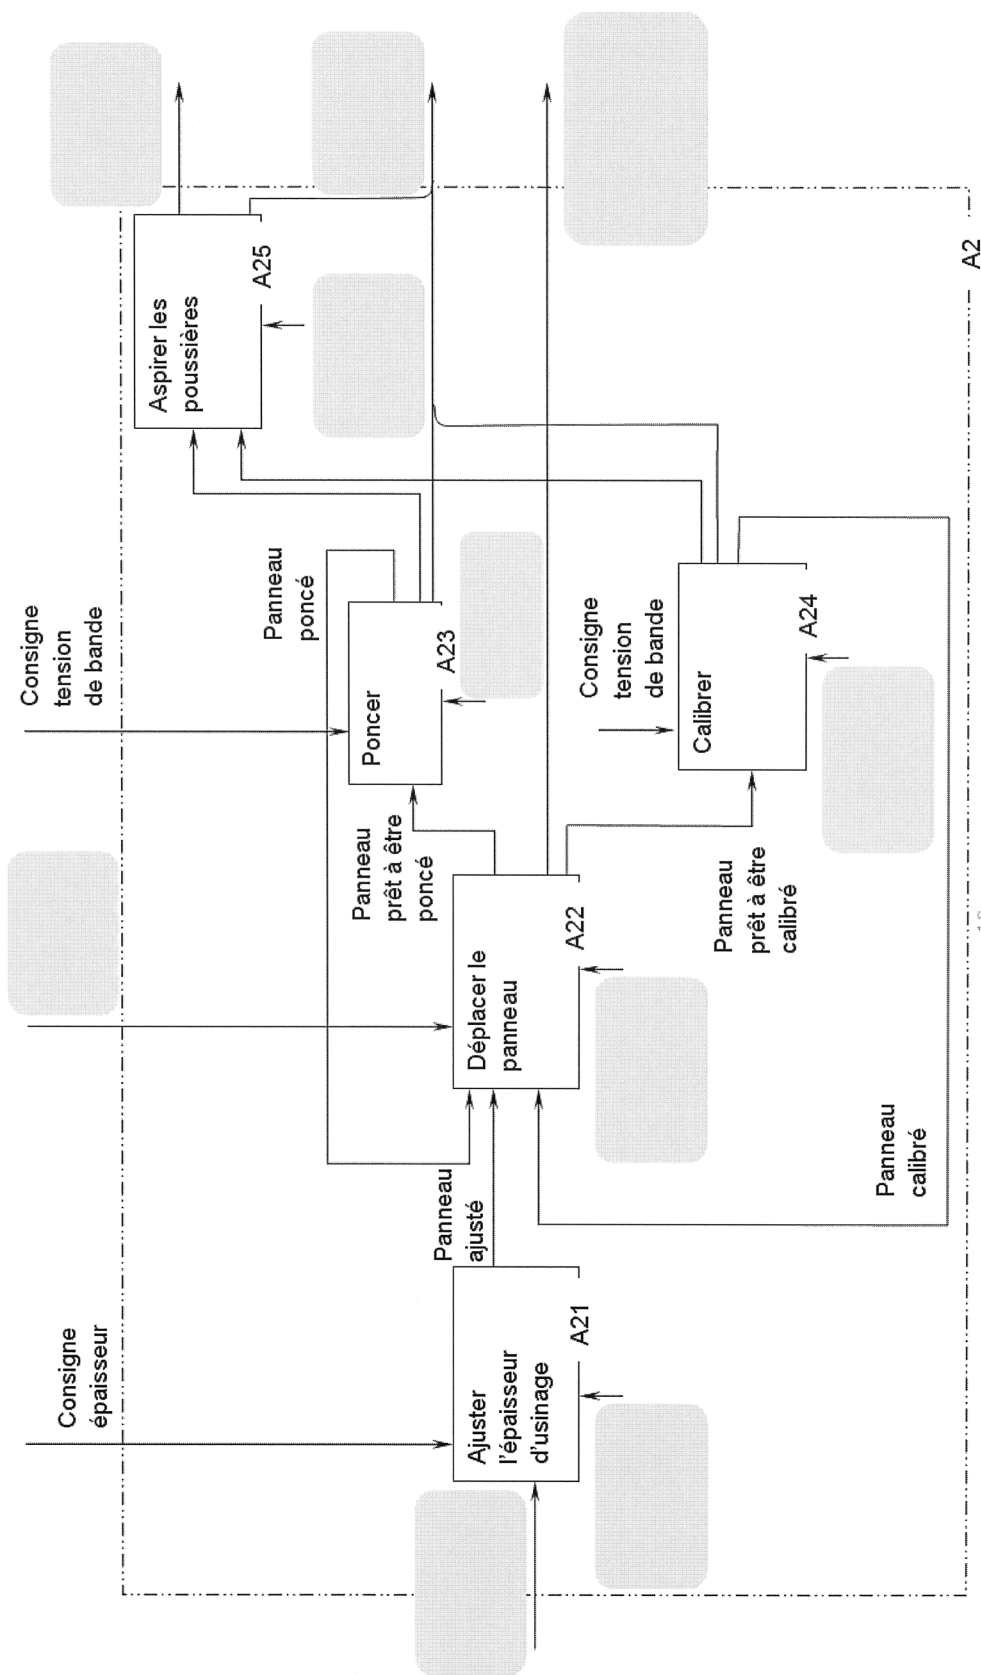 Consigne
épaisseur
Ajuster
l'épaisseur
d'usinage
A21
Panneau
ajusté
Déplacer le
panneau
A22
Panneau
prêt à être
poncé
Consigne
tension
de bande
Poncer
A23
Panneau
poncé
Panneau
prêt à être
calibré
Consigne
tension
de bande
Calibrer
A24
Panneau
calibré
Aspirer les
poussières
A25
A2